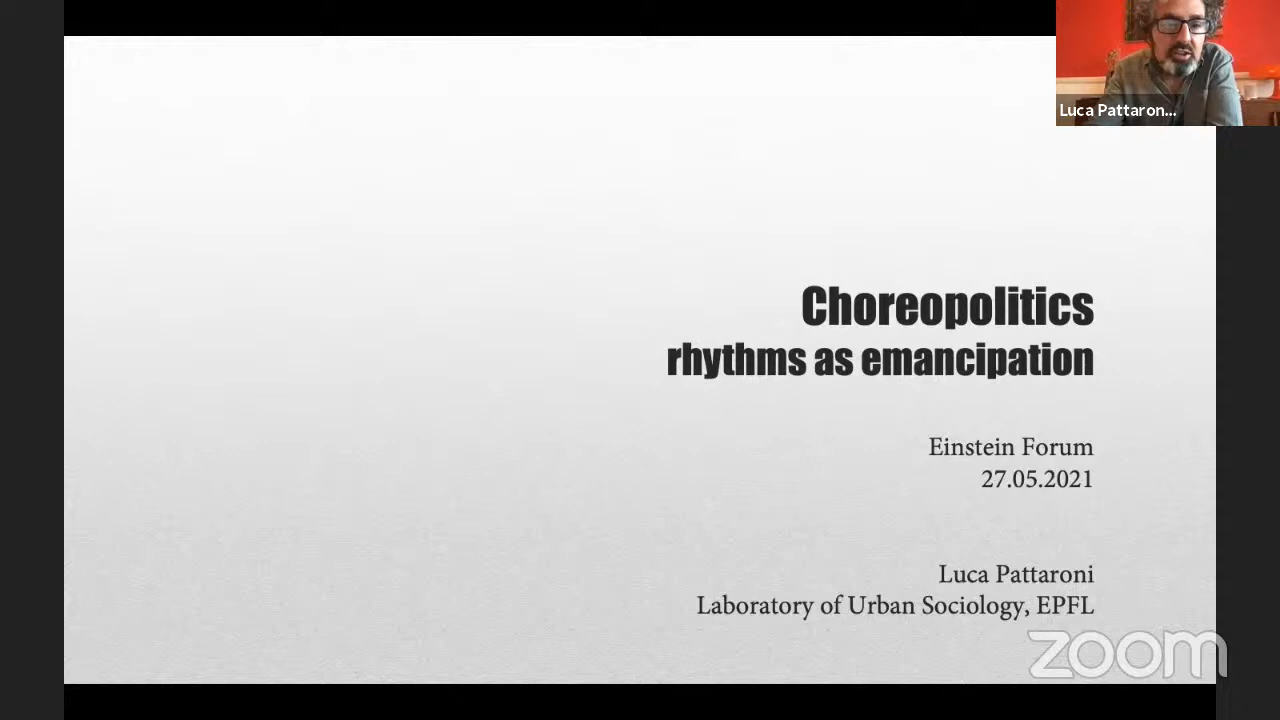 Luca Pattaron...
Choreopolitics
rhythms as emancipation
Einstein Forum
27.05.2021
Luca Pattaroni
Laboratory of Urban Sociology, EPFL
zoom